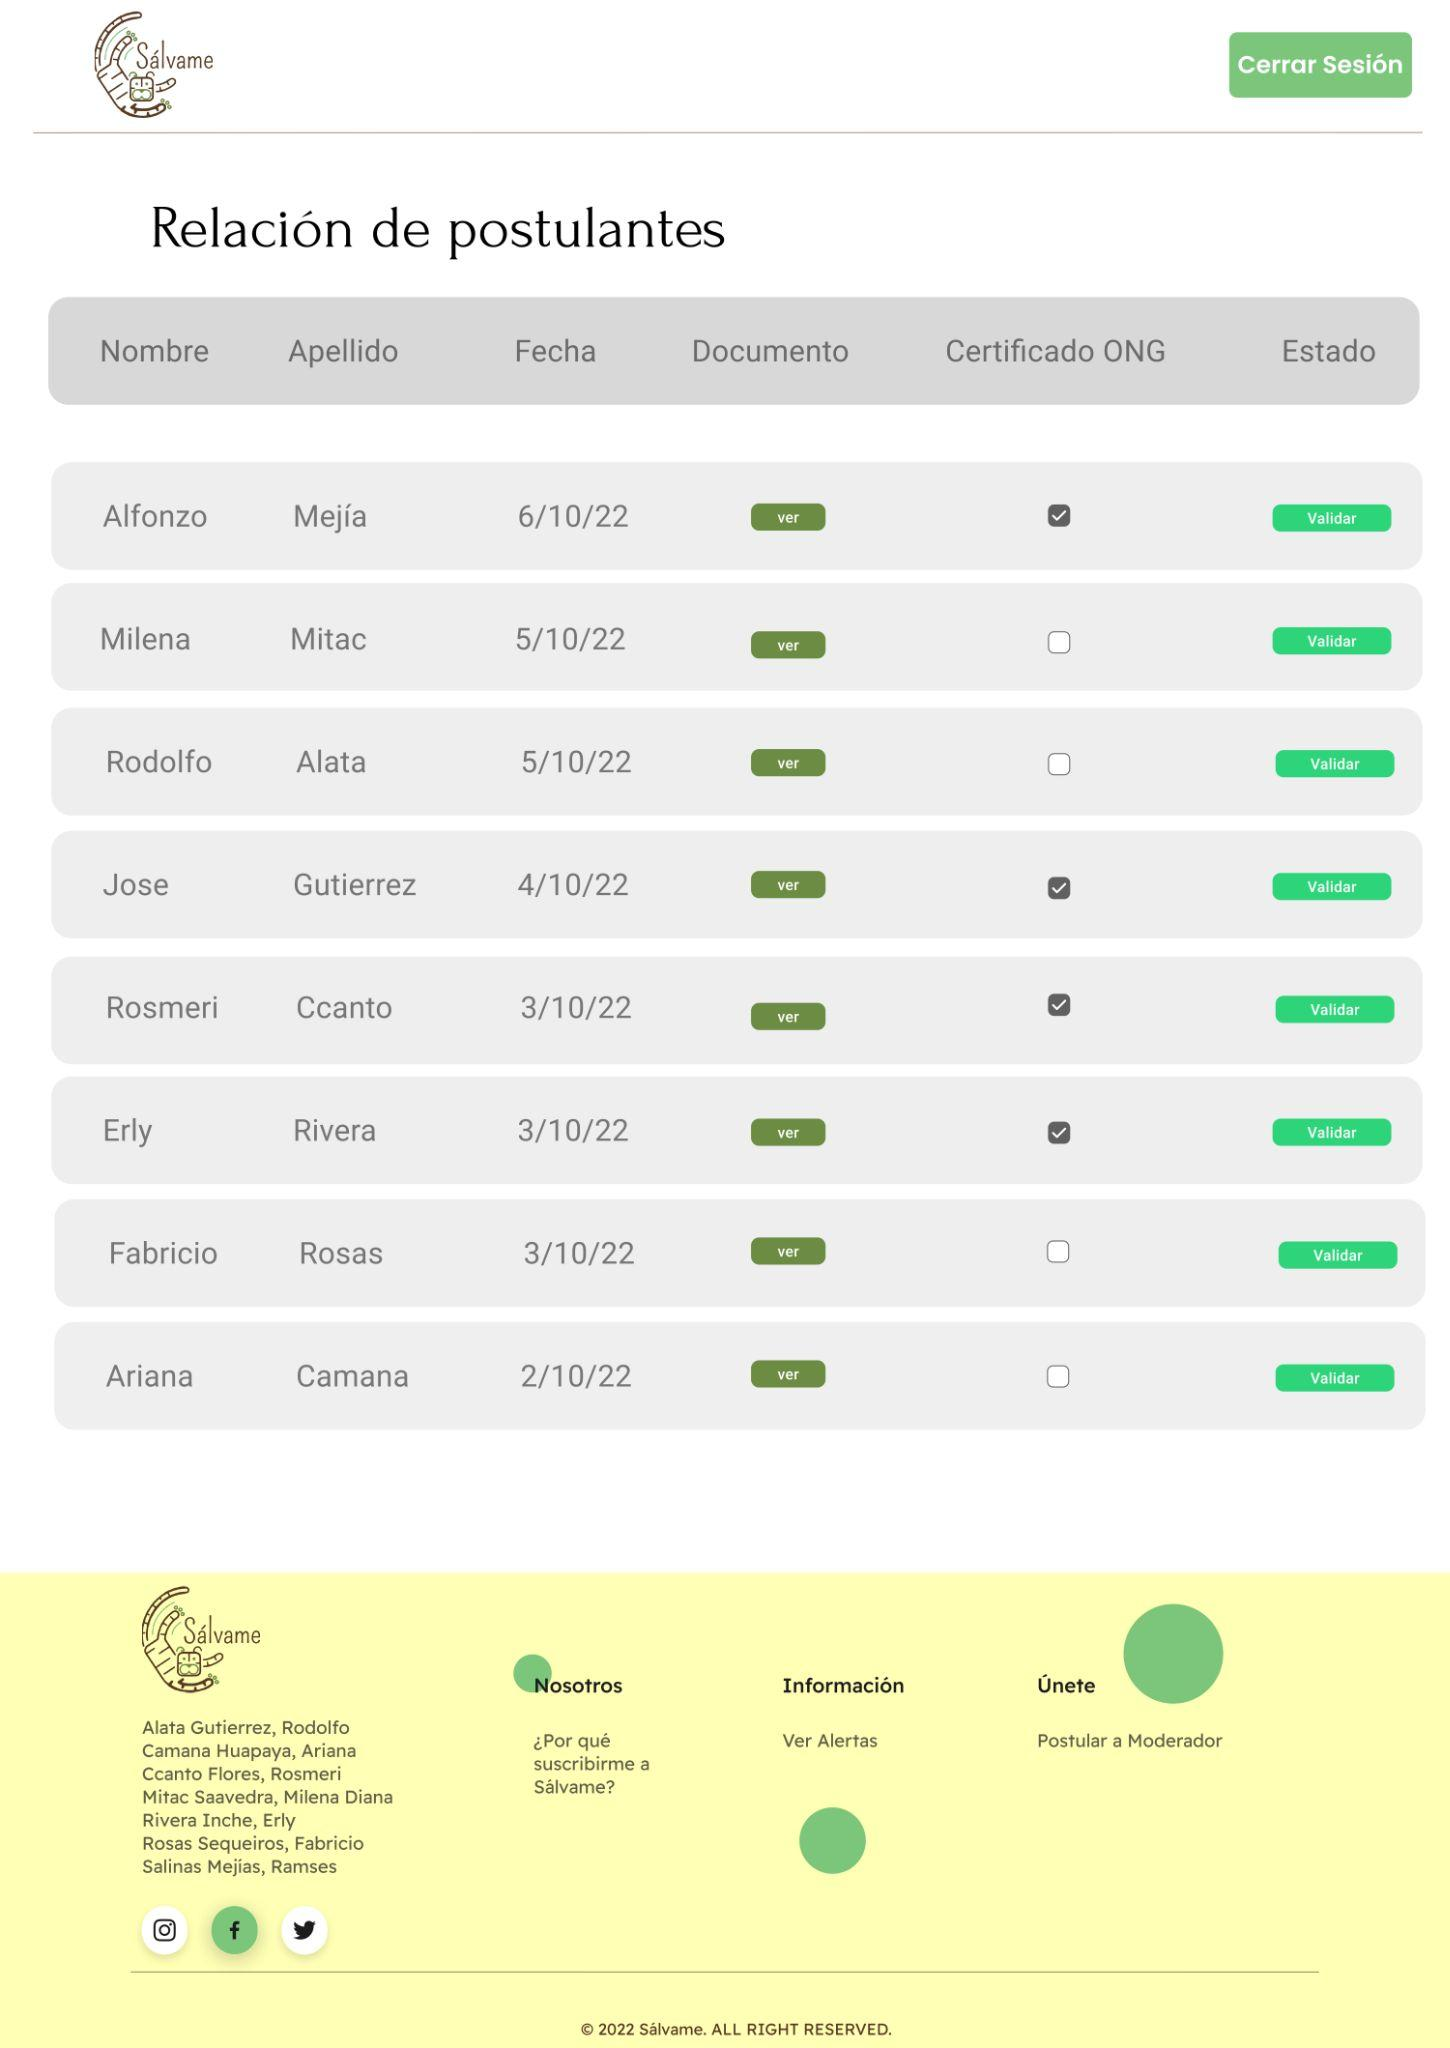 Sálvame
Cerrar Sesión
Relación de postulantes
Nombre Apellido Fecha Documento Certificado ONG Estado
Alfonzo Mejía 6/10/22 ver Validar
Milena Mitac 5/10/22 ver Validar
Rodolfo Alata 5/10/22 ver Validar
Jose Gutierrez 4/10/22 ver Validar
Rosmeri Ccanto 3/10/22 ver Validar
Erly Rivera 3/10/22 ver Validar
Fabricio Rosas 3/10/22 ver Validar
Ariana Camana 2/10/22 ver Validar
Sálvame
Alata Gutierrez, Rodolfo
Camana Huapaya, Ariana
Ccanto Flores, Rosmeri
Mitac Saavedra, Milena Diana
Rivera Inche, Erly
Rosas Sequeiros, Fabricio
Salinas Mejías, Ramses
Nosotros
¿Por qué
suscribirme a
Sálvame?
Información
Ver Alertas
Únete
Postular a Moderador
© 2022 Sálvame. ALL RIGHT RESERVED.